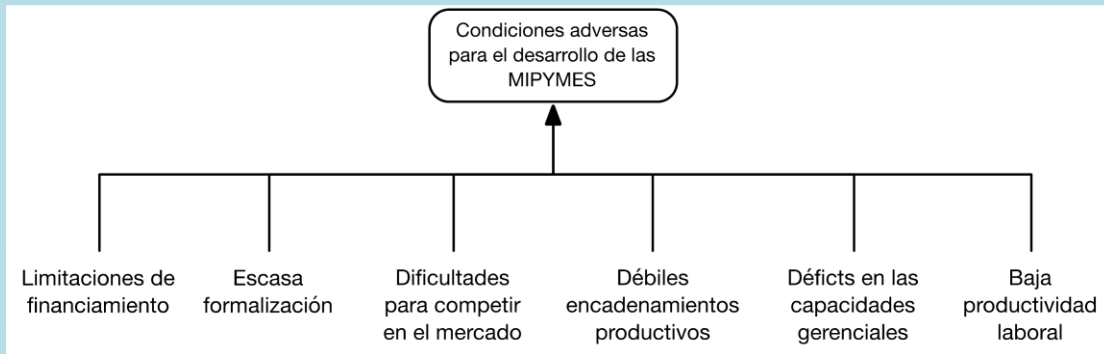 Condiciones adversas
para el desarrollo de las
MIPYMES
Limitaciones de
financiamiento
Escasa
formalización
Dificultades
para competir
en el mercado
Débiles
encadenamientos
productivos
Déficts en las
capacidades
gerenciales
Baja
productividad
laboral